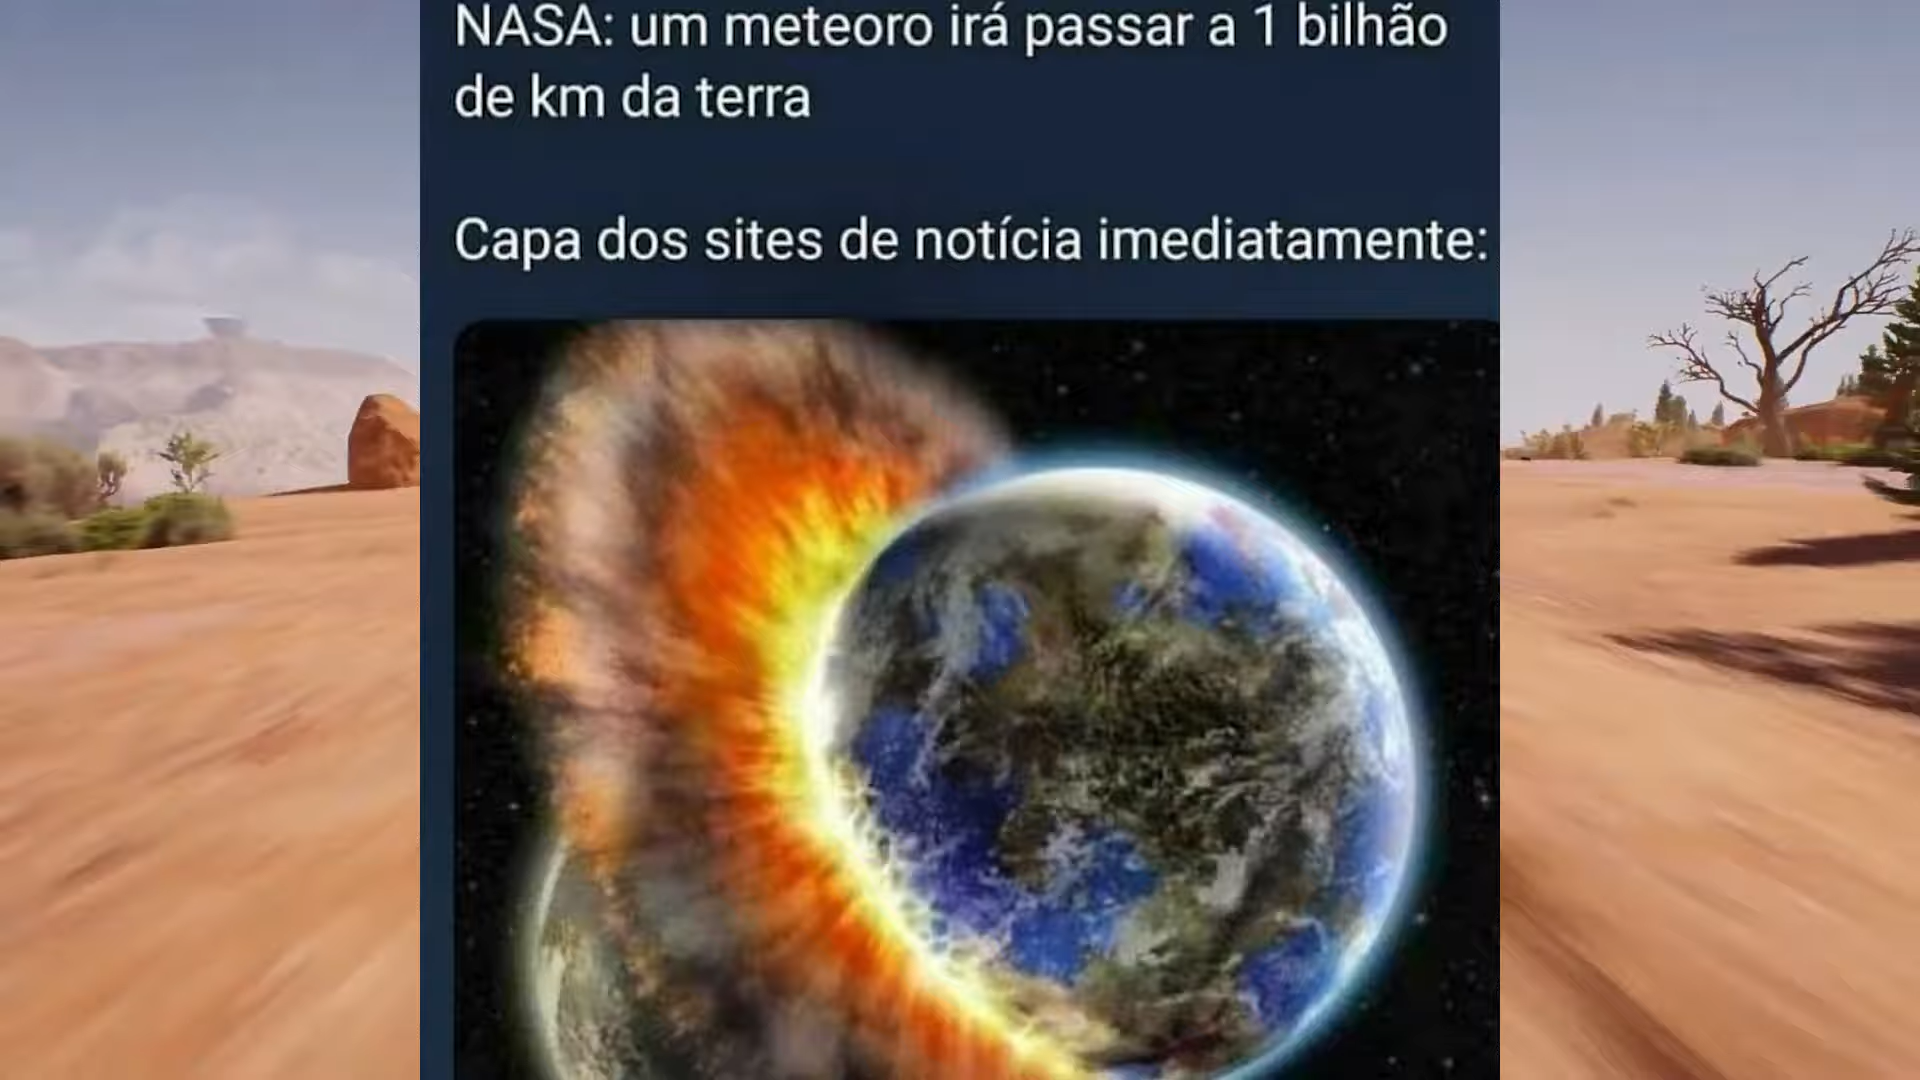 NASA: um meteoro irá passar a 1 bilhão
de km da terra
Capa dos sites de notícia imediatamente: